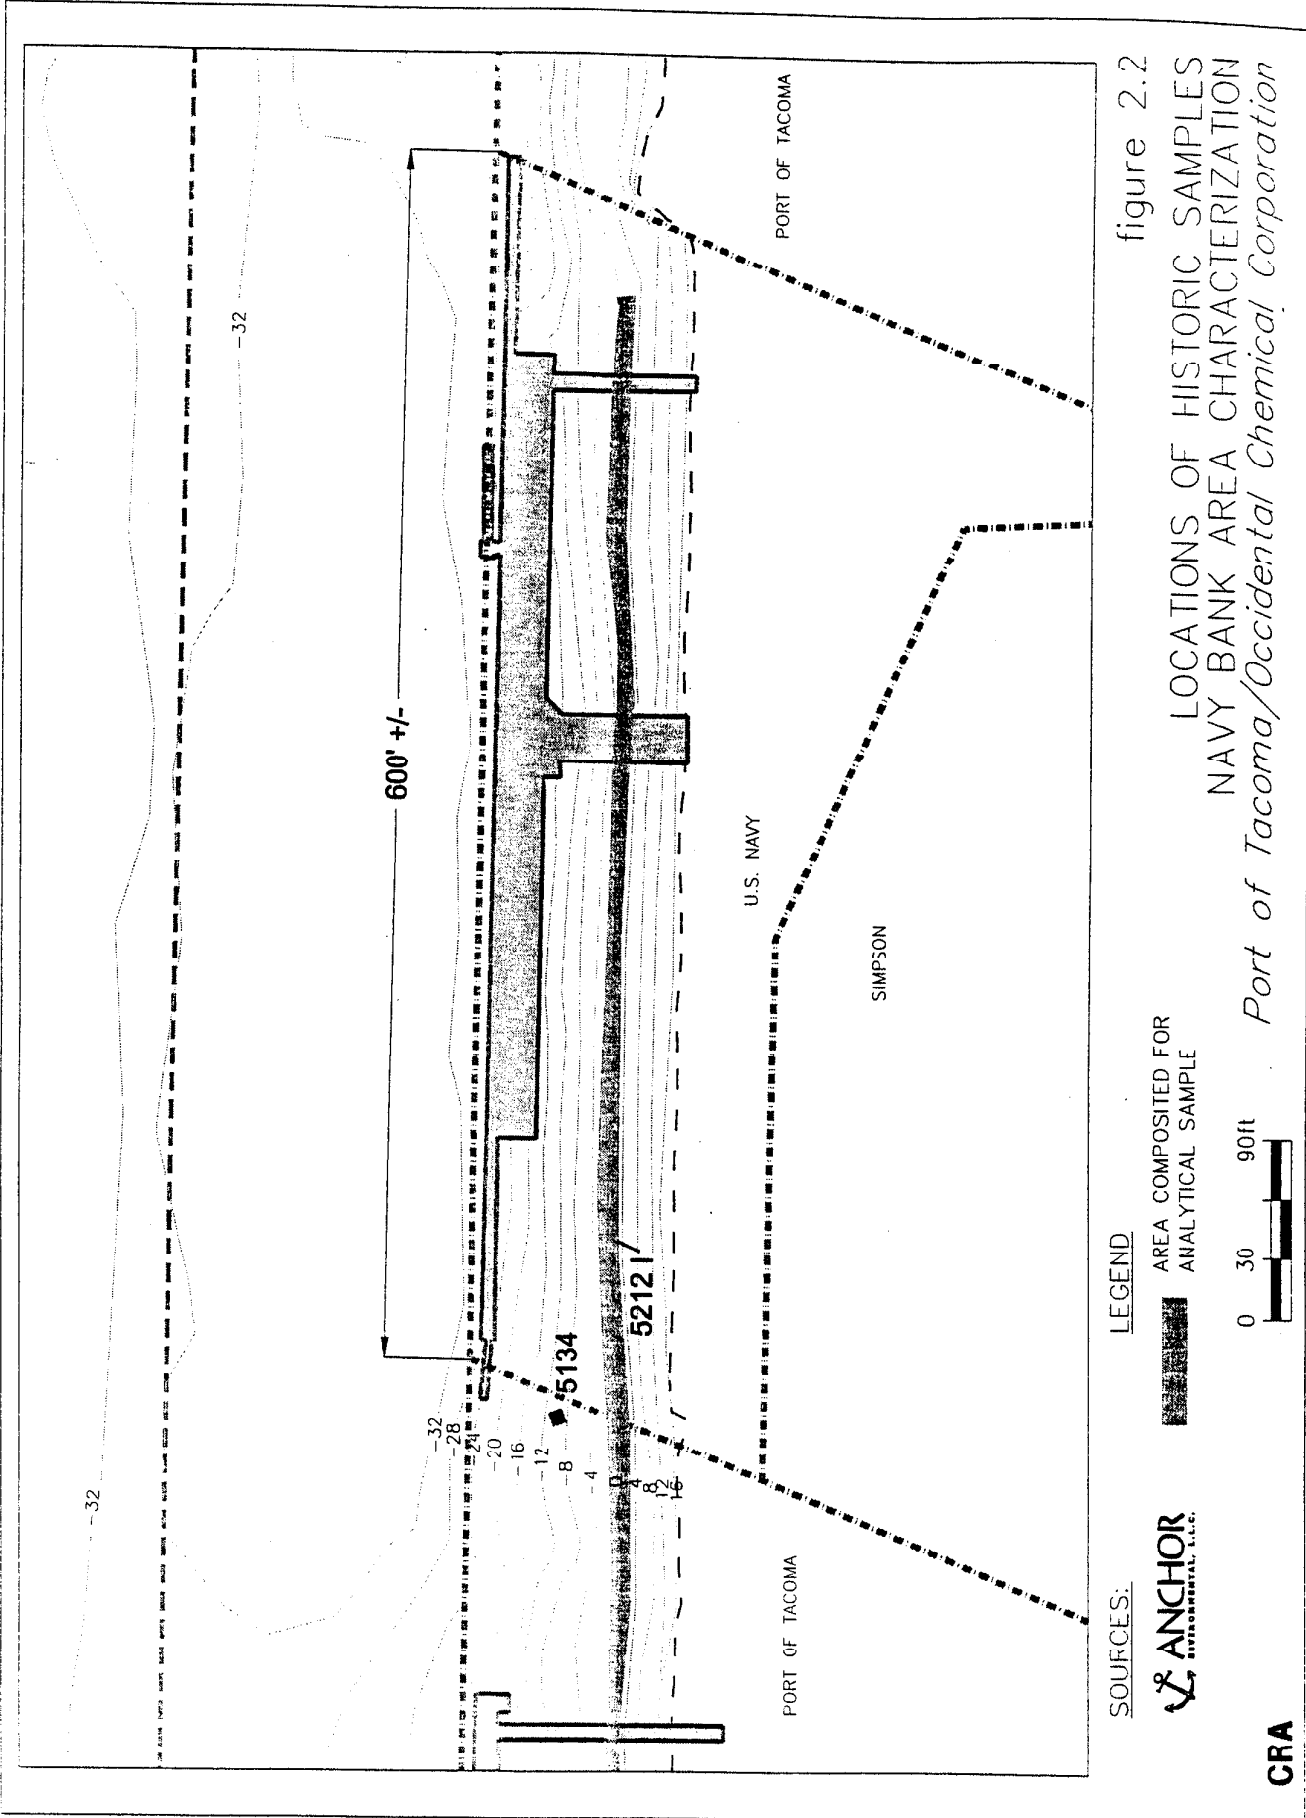 -32
-32
600' +/-
-32
-28
-24
-20
-16
-12
-8
-4
0
4
8
12
16
5134
5212 I
PORT OF TACOMA
U.S. NAVY
PORT OF TACOMA
SIMPSON
SOURCES:
ANCHOR
ENVIRONMENTAL, L.L.C.
LEGEND
AREA COMPOSITED FOR
ANALYTICAL SAMPLE
0 30 90ft
figure 2.2
LOCATIONS OF HISTORIC SAMPLES
NAVY BANK AREA CHARACTERIZATION
Port of Tacoma/Occidental Chemical Corporation
CRA